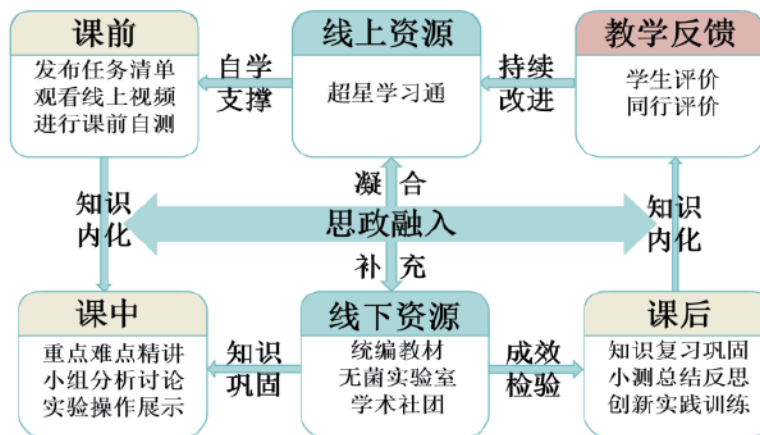 课前
发布任务清单
观看线上视频
进行课前自测
自学
支撑
线上资源
超星学习通
持续
改进
教学反馈
学生评价
同行评价
知识
内化
凝 合
思政融入
补 充
知识
内化
课中
重点难点精讲
小组分析讨论
实验操作展示
知识
巩固
线下资源
统编教材
无菌实验室
学术社团
成效
检验
课后
知识复习巩固
小测总结反思
创新实践训练